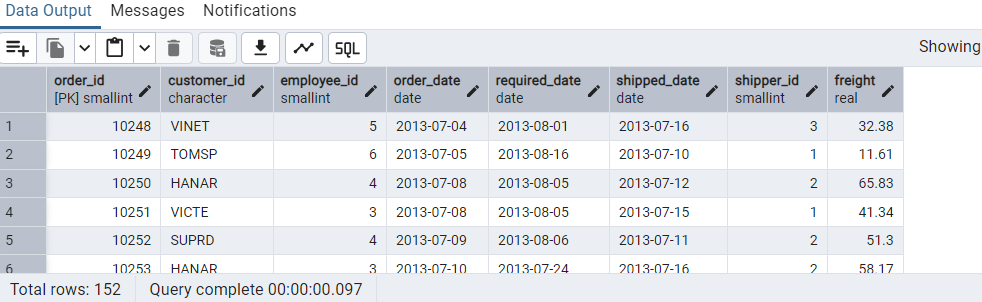 Data Output Messages Notifications
SQL Showing
order_id customer_id employee_id order_date required_date shipped_date shipper_id freight
[PK] smallint character smallint date date date smallint real
1 10248 VINET 5 2013-07-04 2013-08-01 2013-07-16 3 32.38
2 10249 TOMSP 6 2013-07-05 2013-08-16 2013-07-10 1 11.61
3 10250 HANAR 4 2013-07-08 2013-08-05 2013-07-12 2 65.83
4 10251 VICTE 3 2013-07-08 2013-08-05 2013-07-15 1 41.34
5 10252 SUPRD 4 2013-07-09 2013-08-06 2013-07-11 2 51.3
6 10253 HANAR 3 2013-07-10 2013-07-24 2013-07-16 2 58.17
Total rows: 152 Query complete 00:00:00.097